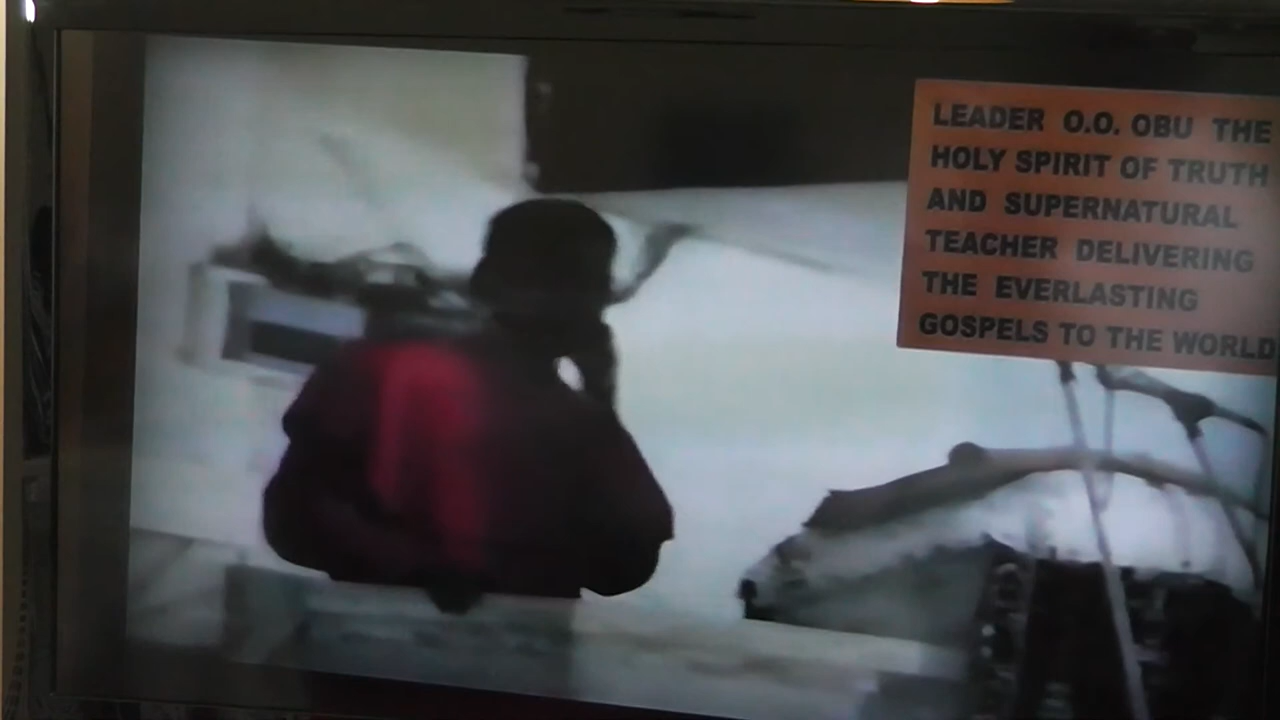 LEADER O.O. OBU THE
HOLY SPIRIT OF TRUTH
AND SUPERNATURAL
TEACHER DELIVERING
THE EVERLASTING
GOSPELS TO THE WORLD